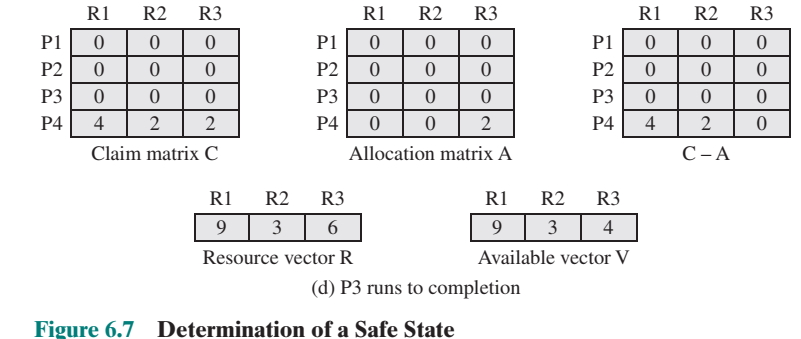 R1 R2 R3 R1 R2 R3 R1 R2 R3
P1 0 0 0 P1 0 0 0 P1 0 0 0
P2 0 0 0 P2 0 0 0 P2 0 0 0
P3 0 0 0 P3 0 0 0 P3 0 0 0
P4 4 2 2 P4 0 0 2 P4 4 2 0
Claim matrix C Allocation matrix A C – A
R1 R2 R3 R1 R2 R3
9 3 6 9 3 4
Resource vector R Available vector V
(d) P3 runs to completion
Figure 6.7 Determination of a Safe State